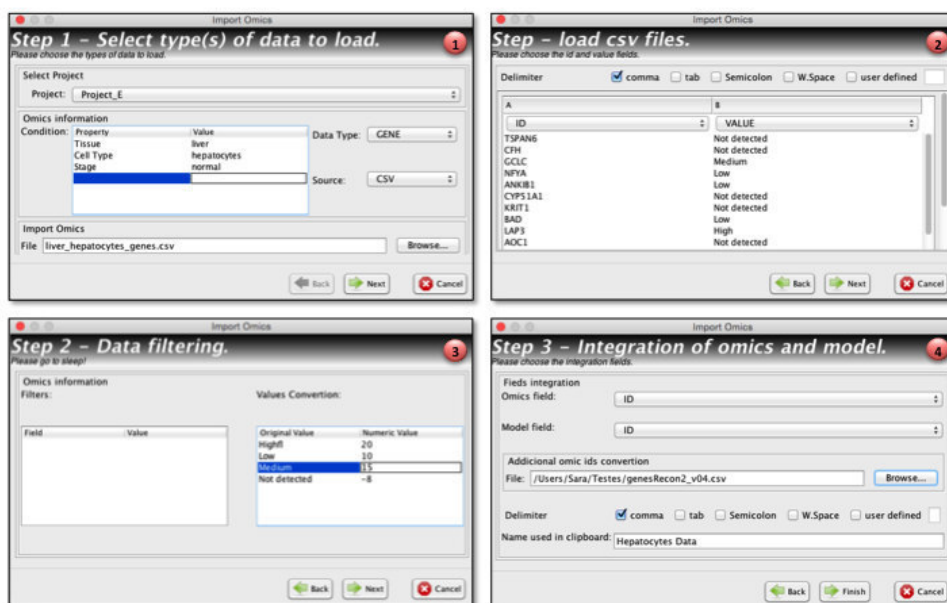 Import Omics
Step 1 - Select type(s) of data to load.
1
Please choose the types of data to load.
Select Project
Project: Project_E
Omics information
Condition: Property Value Data Type: GENE
Tissue liver
Cell Type hepatocytes
Stage normal
Source: CSV
Import Omics
File liver_hepatocytes_genes.csv Browse...
Back Next Cancel
Import Omics
Step - load csv files.
2
Please choose the id and value fields.
Delimiter comma tab Semicolon W.Space user defined
A B
ID VALUE
TSPAN6 Not detected
CFH Not detected
GCLC Medium
NFYA Low
ANKIB1 Low
CYP51A1 Not detected
KRIT1 Not detected
BAD Low
LAP3 High
AOC1 Not detected
Back Next Cancel
Import Omics
Step 2 - Data filtering.
3
Please go to sleep!
Omics information
Filters: Values Convertion:
Field Value Original Value Numeric Value
Highfl 20
Low 10
Medium 15
Not detected -8
Back Next Cancel
Import Omics
Step 3 - Integration of omics and model.
4
Please choose the integration fields.
Fieds integration
Omics field: ID
Model field: ID
Addicional omic ids convertion
File: /Users/Sara/Testes/genesRecon2_v04.csv Browse...
Delimiter comma tab Semicolon W.Space user defined
Name used in clipboard: Hepatocytes Data
Back Finish Cancel